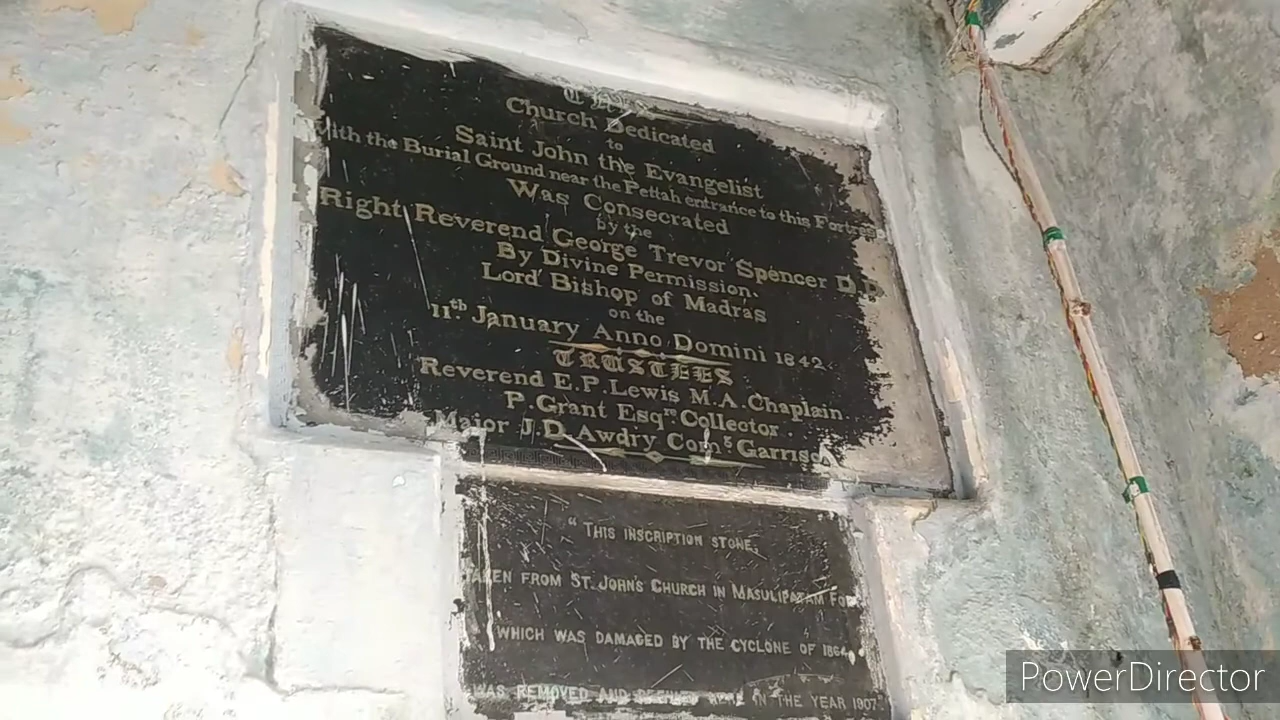 This
Church Dedicated
to
Saint John the Evangelist
with the Burial Ground near the Pettah entrance to this Fortress
Was Consecrated
by the
Right Reverend George Trevor Spencer D.D.
By Divine Permission.
Lord Bishop of Madras
on the
11th January Anno Domini 1842.
TRUSTEES
Reverend E.P. Lewis M.A. Chaplain
P. Grant Esqre Collector
Major J.D. Awdry Comg Garrison
"THIS INSCRIPTION STONE,
TAKEN FROM ST. JOHN'S CHURCH IN MASULIPATAM FORT
WHICH WAS DAMAGED BY THE CYCLONE OF 1864,
WAS REMOVED AND HERE IN THE YEAR 1907.
PowerDirector